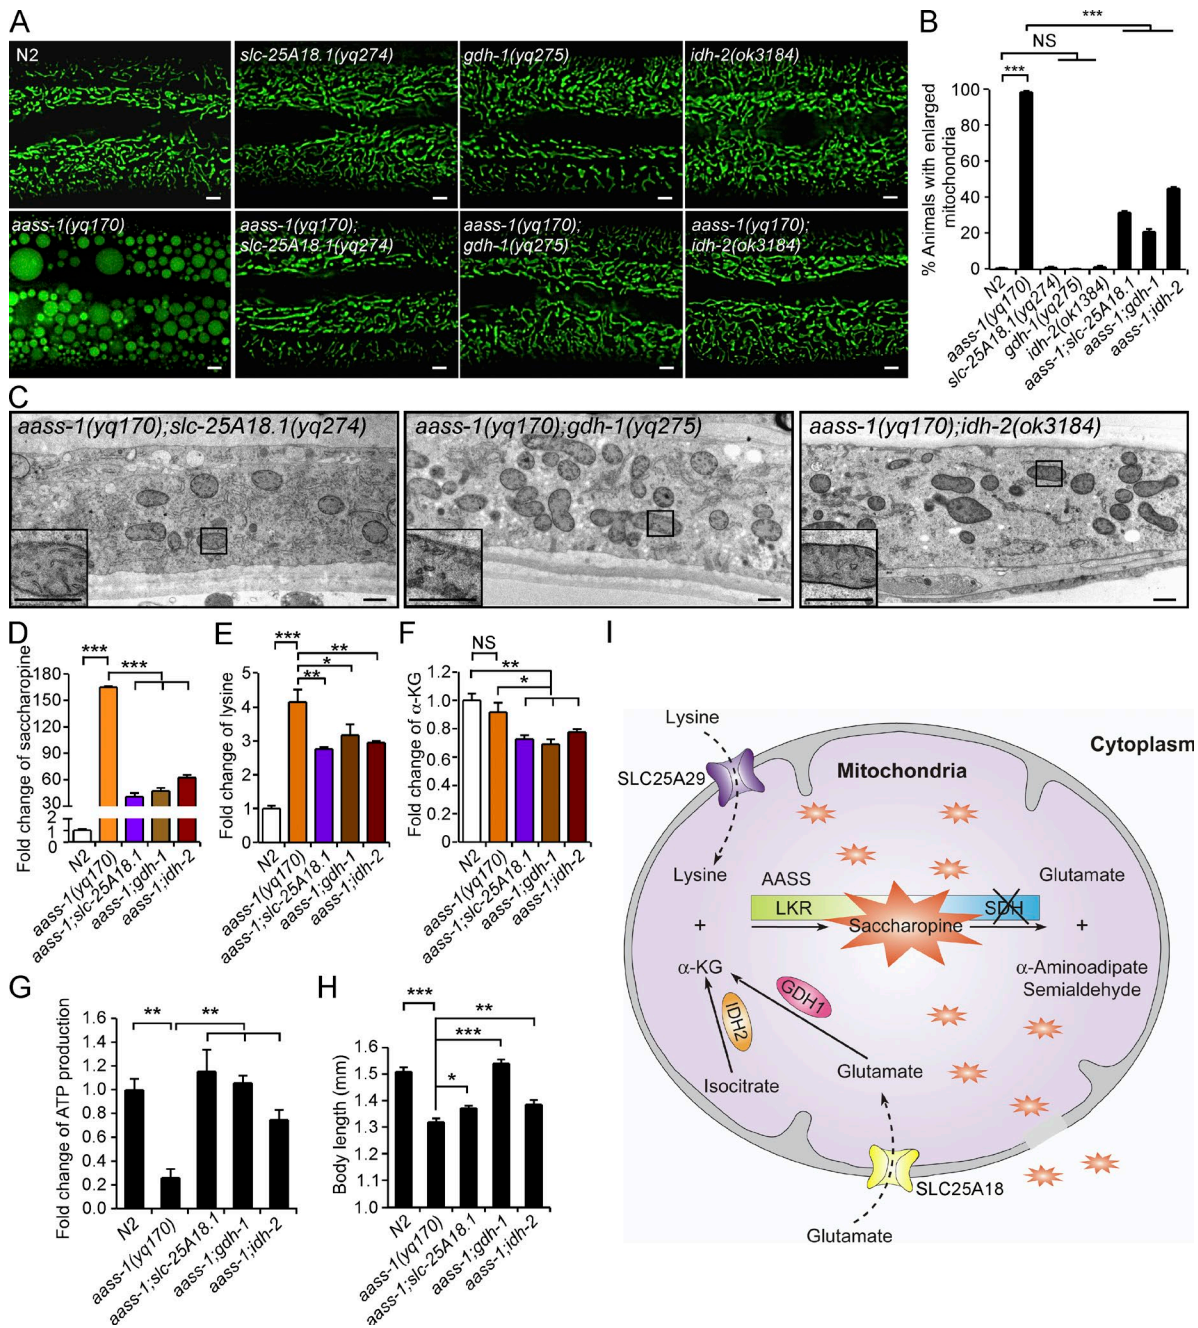 A
N2
slc-25A18.1(yq274)
gdh-1(yq275)
idh-2(ok3184)
aass-1(yq170)
aass-1(yq170);
slc-25A18.1(yq274)
aass-1(yq170);
gdh-1(yq275)
aass-1(yq170);
idh-2(ok3184)
B
***
NS
***
% Animals with enlarged
mitochondria
100
80
60
40
20
0
N2
aass-1(yq170)
slc-25A18.1(yq274)
gdh-1(yq275)
idh-2(ok1384)
aass-1;slc-25A18.1
aass-1;gdh-1
aass-1;idh-2
C
aass-1(yq170);slc-25A18.1(yq274)
aass-1(yq170);gdh-1(yq275)
aass-1(yq170);idh-2(ok3184)
D
***
***
Fold change of saccharopine
180
150
120
90
60
30
2
1
0
N2
aass-1(yq170)
aass-1;slc-25A18.1
aass-1;gdh-1
aass-1;idh-2
E
***
**
*
**
Fold change of lysine
5
4
3
2
1
0
N2
aass-1(yq170)
aass-1;slc-25A18.1
aass-1;gdh-1
aass-1;idh-2
F
NS
**
*
Fold change of α-KG
1.2
1.0
0.8
0.6
0.4
0.2
0.0
N2
aass-1(yq170)
aass-1;slc-25A18.1
aass-1;gdh-1
aass-1;idh-2
G
**
**
Fold change of ATP production
1.6
1.4
1.2
1.0
0.8
0.6
0.4
0.2
0.0
N2
aass-1(yq170)
aass-1;slc-25A18.1
aass-1;gdh-1
aass-1;idh-2
H
***
**
***
*
Body length (mm)
1.6
1.5
1.4
1.3
1.2
1.1
1.0
N2
aass-1(yq170)
aass-1;slc-25A18.1
aass-1;gdh-1
aass-1;idh-2
I
Lysine
Cytoplasm
SLC25A29
Mitochondria
Lysine
AASS
Glutamate
LKR
SDH
+
Saccharopine
+
α-KG
GDH1
α-Aminoadipate
Semialdehyde
IDH2
Isocitrate
Glutamate
SLC25A18
Glutamate